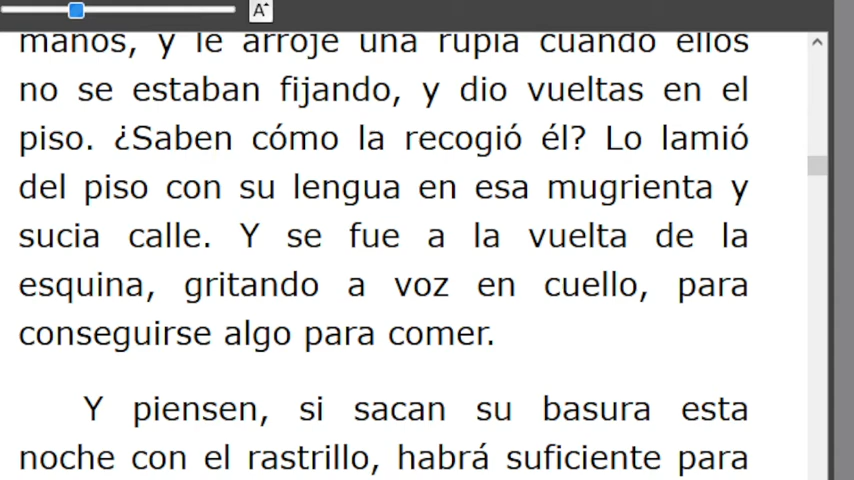 A
manos, y le arrojé una rupia cuando ellos
no se estaban fijando, y dio vueltas en el
piso. ¿Saben cómo la recogió él? Lo lamió
del piso con su lengua en esa mugrienta y
sucia calle. Y se fue a la vuelta de la
esquina, gritando a voz en cuello, para
conseguirse algo para comer.
Y piensen, si sacan su basura esta
noche con el rastrillo, habrá suficiente para